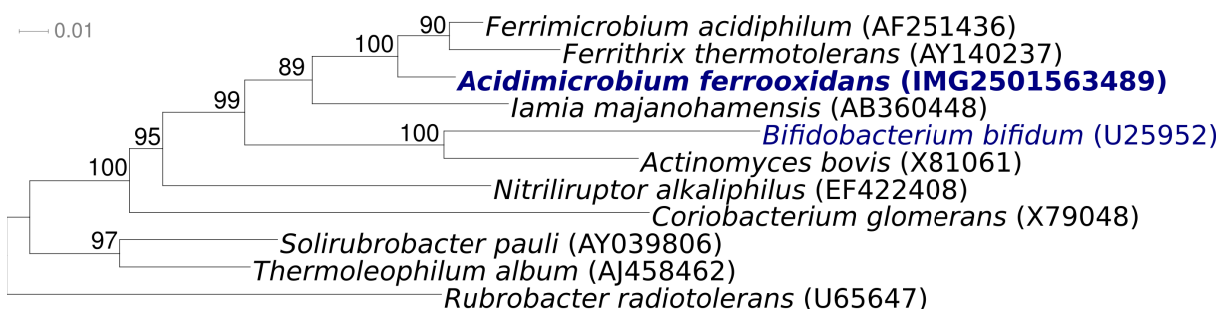 0.01
90
Ferrimicrobium acidiphilum (AF251436)
100
Ferrithrix thermotolerans (AY140237)
89
Acidimicrobium ferrooxidans (IMG2501563489)
99
Iamia majanohamensis (AB360448)
95
100
Bifidobacterium bifidum (U25952)
Actinomyces bovis (X81061)
100
Nitriliruptor alkaliphilus (EF422408)
Coriobacterium glomerans (X79048)
97
Solirubrobacter pauli (AY039806)
Thermoleophilum album (AJ458462)
Rubrobacter radiotolerans (U65647)